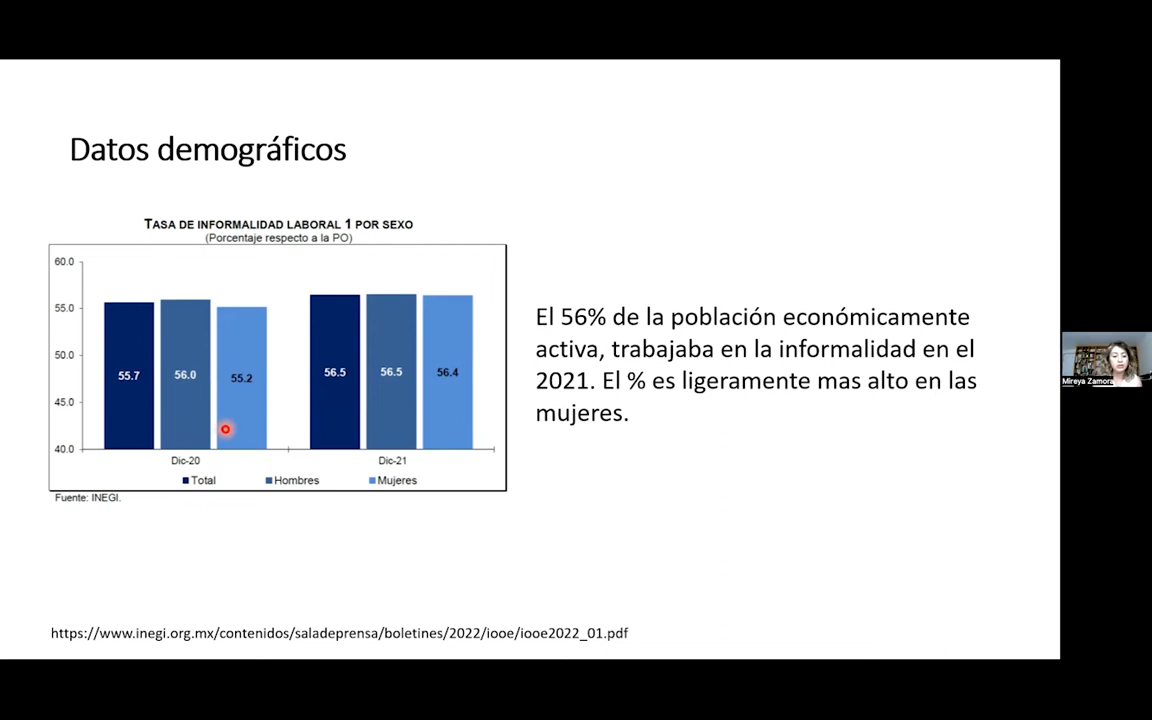 Datos demográficos
TASA DE INFORMALIDAD LABORAL 1 POR SEXO
(Porcentaje respecto a la PO)
60.0
55.0
50.0
45.0
40.0
55.7
56.0
55.2
56.5
56.5
56.4
Dic-20
Dic-21
Total
Hombres
Mujeres
Fuente: INEGI.
El 56% de la población económicamente
activa, trabajaba en la informalidad en el
2021. El % es ligeramente mas alto en las
mujeres.
Mireya Zamora
https://www.inegi.org.mx/contenidos/saladeprensa/boletines/2022/iooe/iooe2022_01.pdf